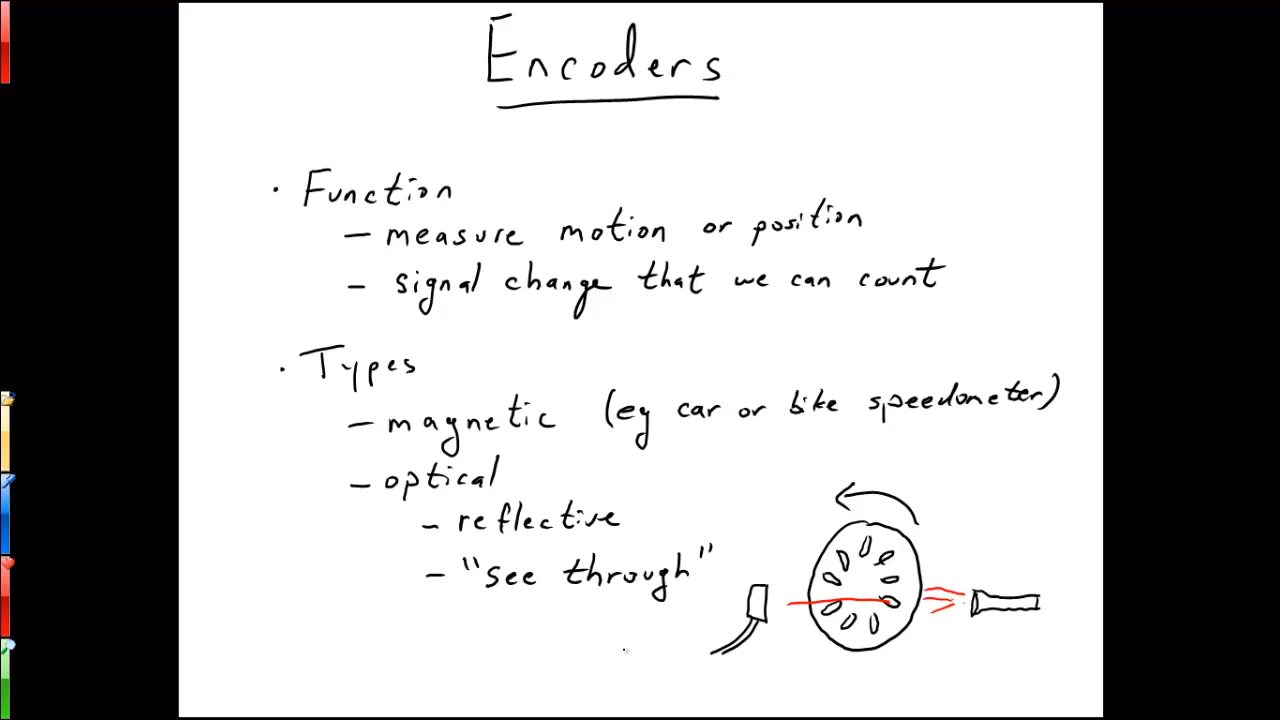 Encoders
· Function
– measure motion or position
– signal change that we can count
· Types
– magnetic (eg car or bike speedometer)
– optical
– reflective
– "see through"